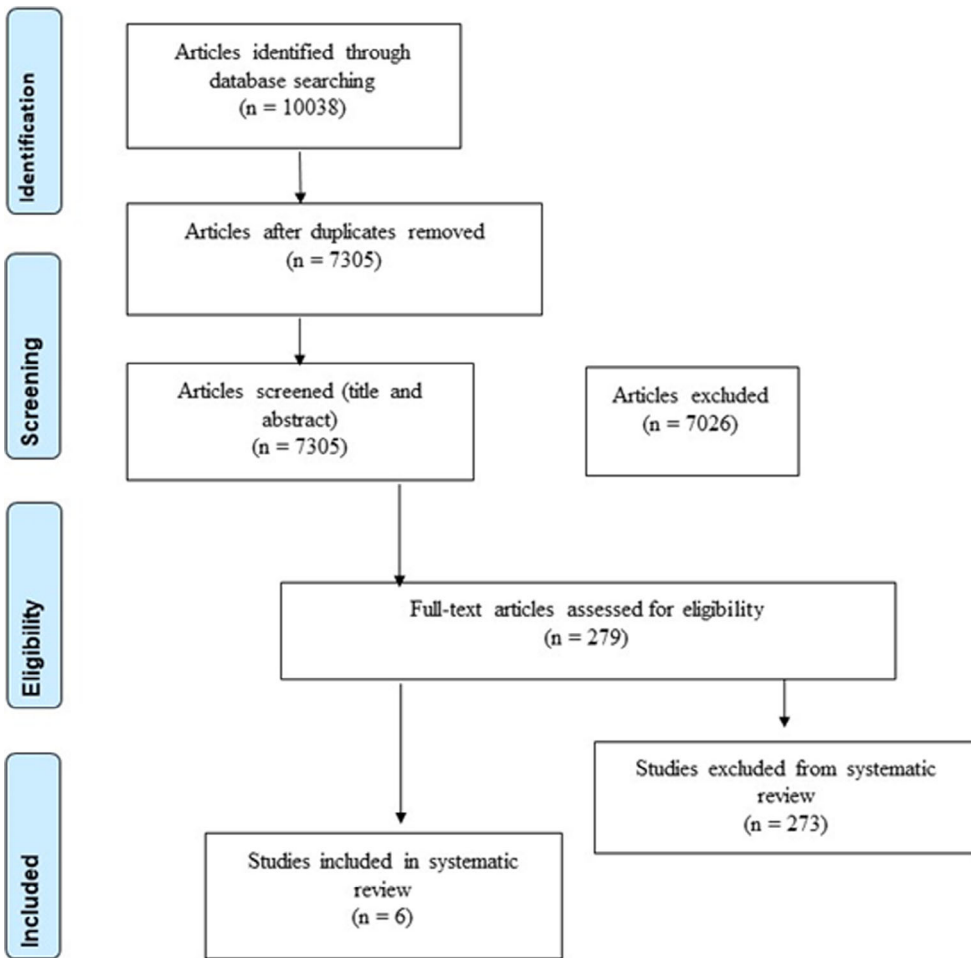 Identification
Articles identified through
database searching
(n = 10038)
Articles after duplicates removed
(n = 7305)
Screening
Articles screened (title and
abstract)
(n = 7305)
Articles excluded
(n = 7026)
Eligibility
Full-text articles assessed for eligibility
(n = 279)
Studies excluded from systematic
review
(n = 273)
Included
Studies included in systematic
review
(n = 6)